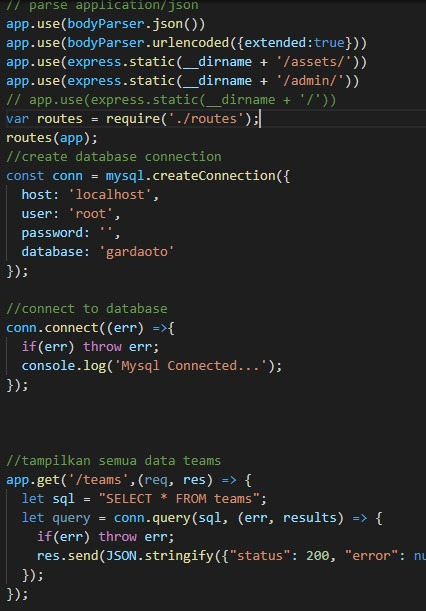 // parse application/json
app.use(bodyParser.json())
app.use(bodyParser.urlencoded({extended:true}))
app.use(express.static(__dirname + '/assets/'))
app.use(express.static(__dirname + '/admin/'))
// app.use(express.static(__dirname + '/'))
var routes = require('./routes');
routes(app);
//create database connection
const conn = mysql.createConnection({
  host: 'localhost',
  user: 'root',
  password: '',
  database: 'gardaoto'
});
//connect to database
conn.connect((err) =>{
  if(err) throw err;
  console.log('Mysql Connected...');
});
//tampilkan semua data teams
app.get('/teams',(req, res) => {
  let sql = "SELECT * FROM teams";
  let query = conn.query(sql, (err, results) => {
    if(err) throw err;
    res.send(JSON.stringify({"status": 200, "error": nu
  });
});